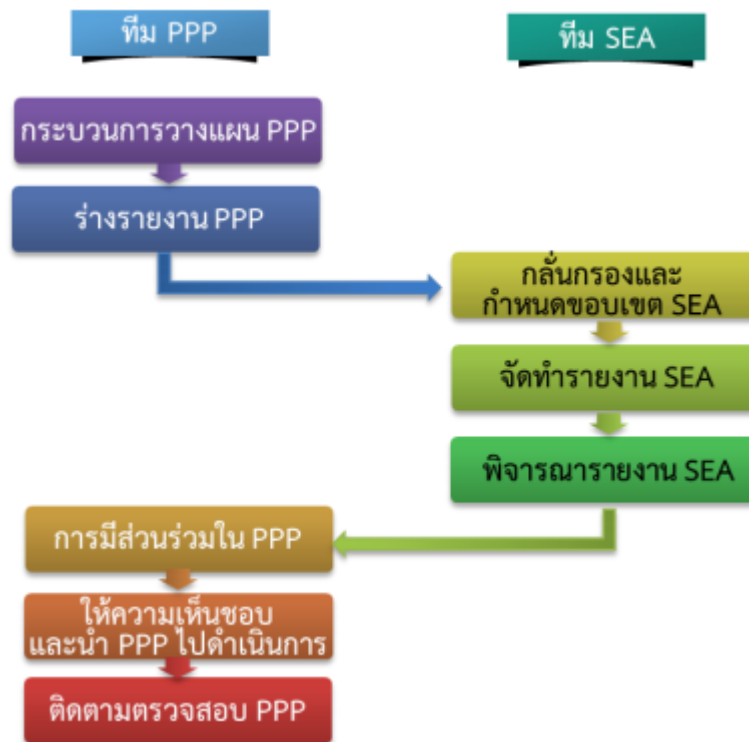 ทีม PPP
ทีม SEA
กระบวนการวางแผน PPP
ร่างรายงาน PPP
กลั่นกรองและ
กำหนดขอบเขต SEA
จัดทำรายงาน SEA
พิจารณารายงาน SEA
การมีส่วนร่วมใน PPP
ให้ความเห็นชอบ
และนำ PPP ไปดำเนินการ
ติดตามตรวจสอบ PPP